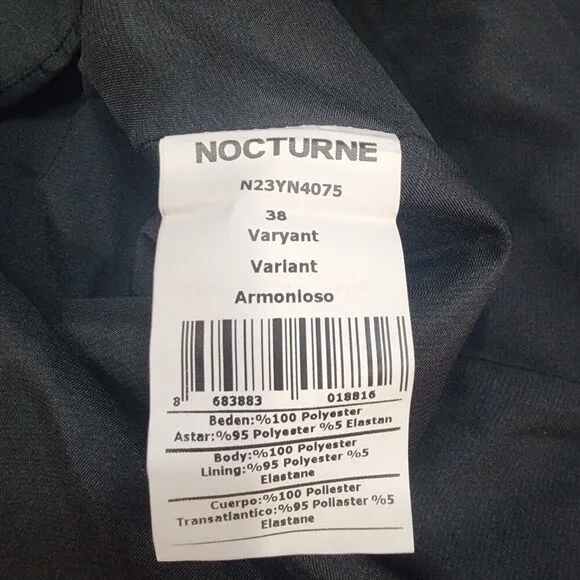 NOCTURNE
N23YN4075
38
Varyant
Variant
Armonioso
8 683883 018816
Beden:%100 Polyester
Astar:%95 Polyester %5 Elastan
Body:%100 Polyester
Lining:%95 Polyester %5
Elastane
Cuerpo:%100 Poliester
Transatlantico:%95 Poliaster %5
Elastane